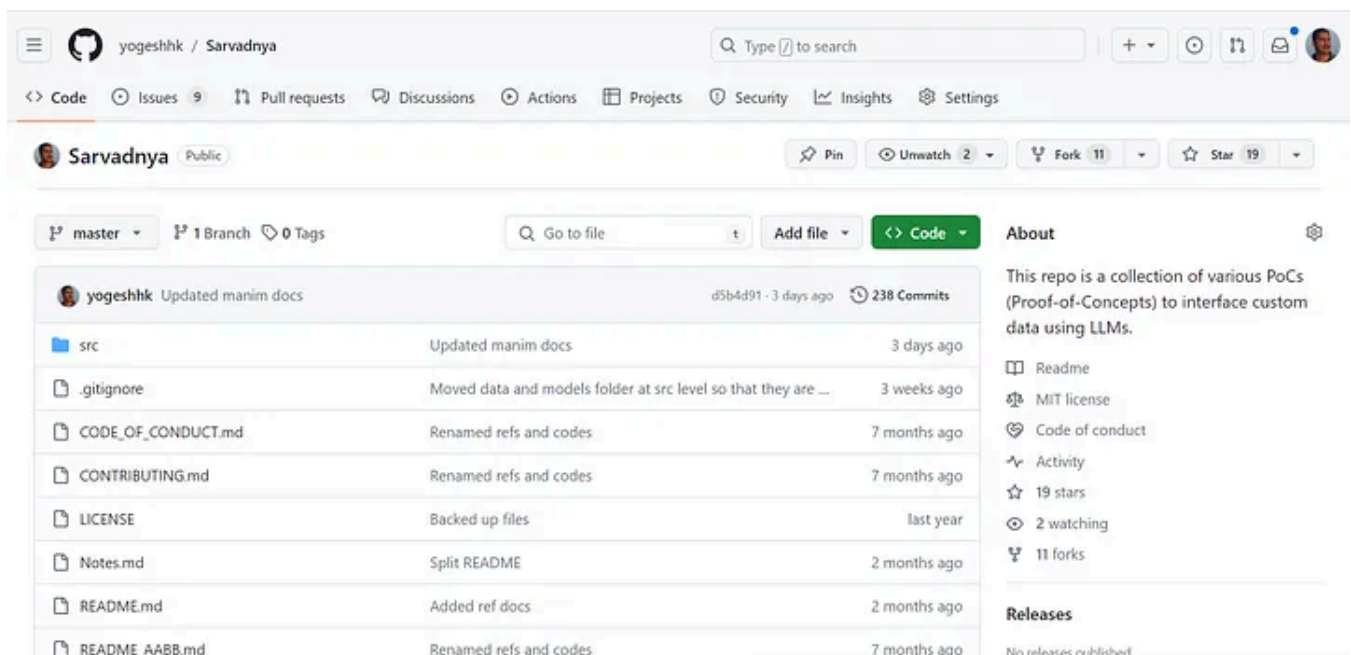 yogeshhk / Sarvadnya
Type / to search
Code Issues 9 Pull requests Discussions Actions Projects Security Insights Settings
Sarvadnya Public
Pin Unwatch 2 Fork 11 Star 19
master 1 Branch 0 Tags Go to file t Add file Code
About
This repo is a collection of various PoCs
(Proof-of-Concepts) to interface custom
data using LLMs.
yogeshhk Updated manim docs d5b4d91 · 3 days ago 238 Commits
src Updated manim docs 3 days ago
.gitignore Moved data and models folder at src level so that they are ... 3 weeks ago
CODE_OF_CONDUCT.md Renamed refs and codes 7 months ago
CONTRIBUTING.md Renamed refs and codes 7 months ago
LICENSE Backed up files last year
Notes.md Split README 2 months ago
README.md Added ref docs 2 months ago
README_AABB.md Renamed refs and codes 7 months ago
Readme
MIT license
Code of conduct
Activity
19 stars
2 watching
11 forks
Releases
No releases published